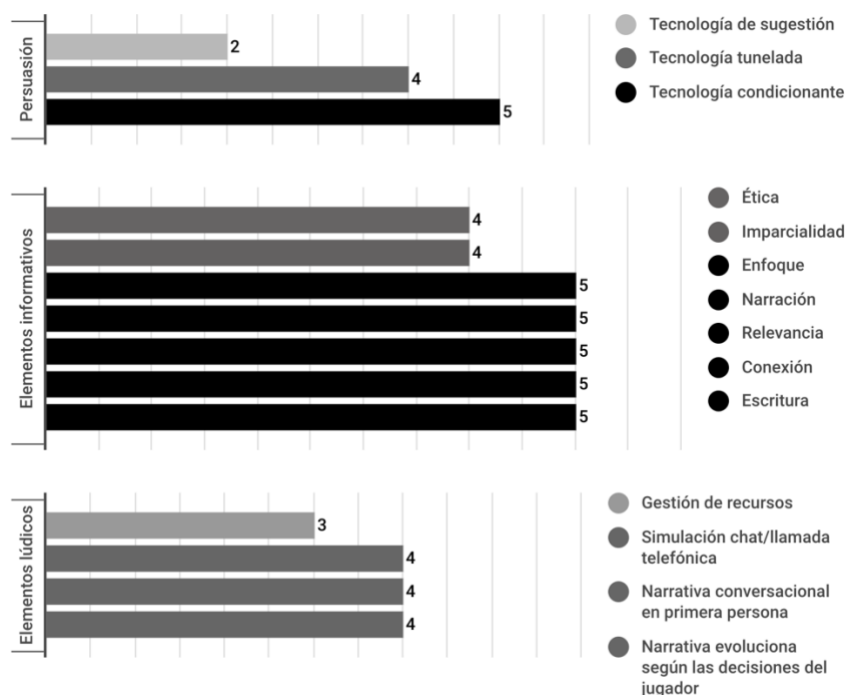 Persuasión
2
4
5
Tecnología de sugestión
Tecnología tunelada
Tecnología condicionante
Elementos informativos
4
4
5
5
5
5
5
Ética
Imparcialidad
Enfoque
Narración
Relevancia
Conexión
Escritura
Elementos lúdicos
3
4
4
4
Gestión de recursos
Simulación chat/llamada
telefónica
Narrativa conversacional
en primera persona
Narrativa evoluciona
según las decisiones del
jugador